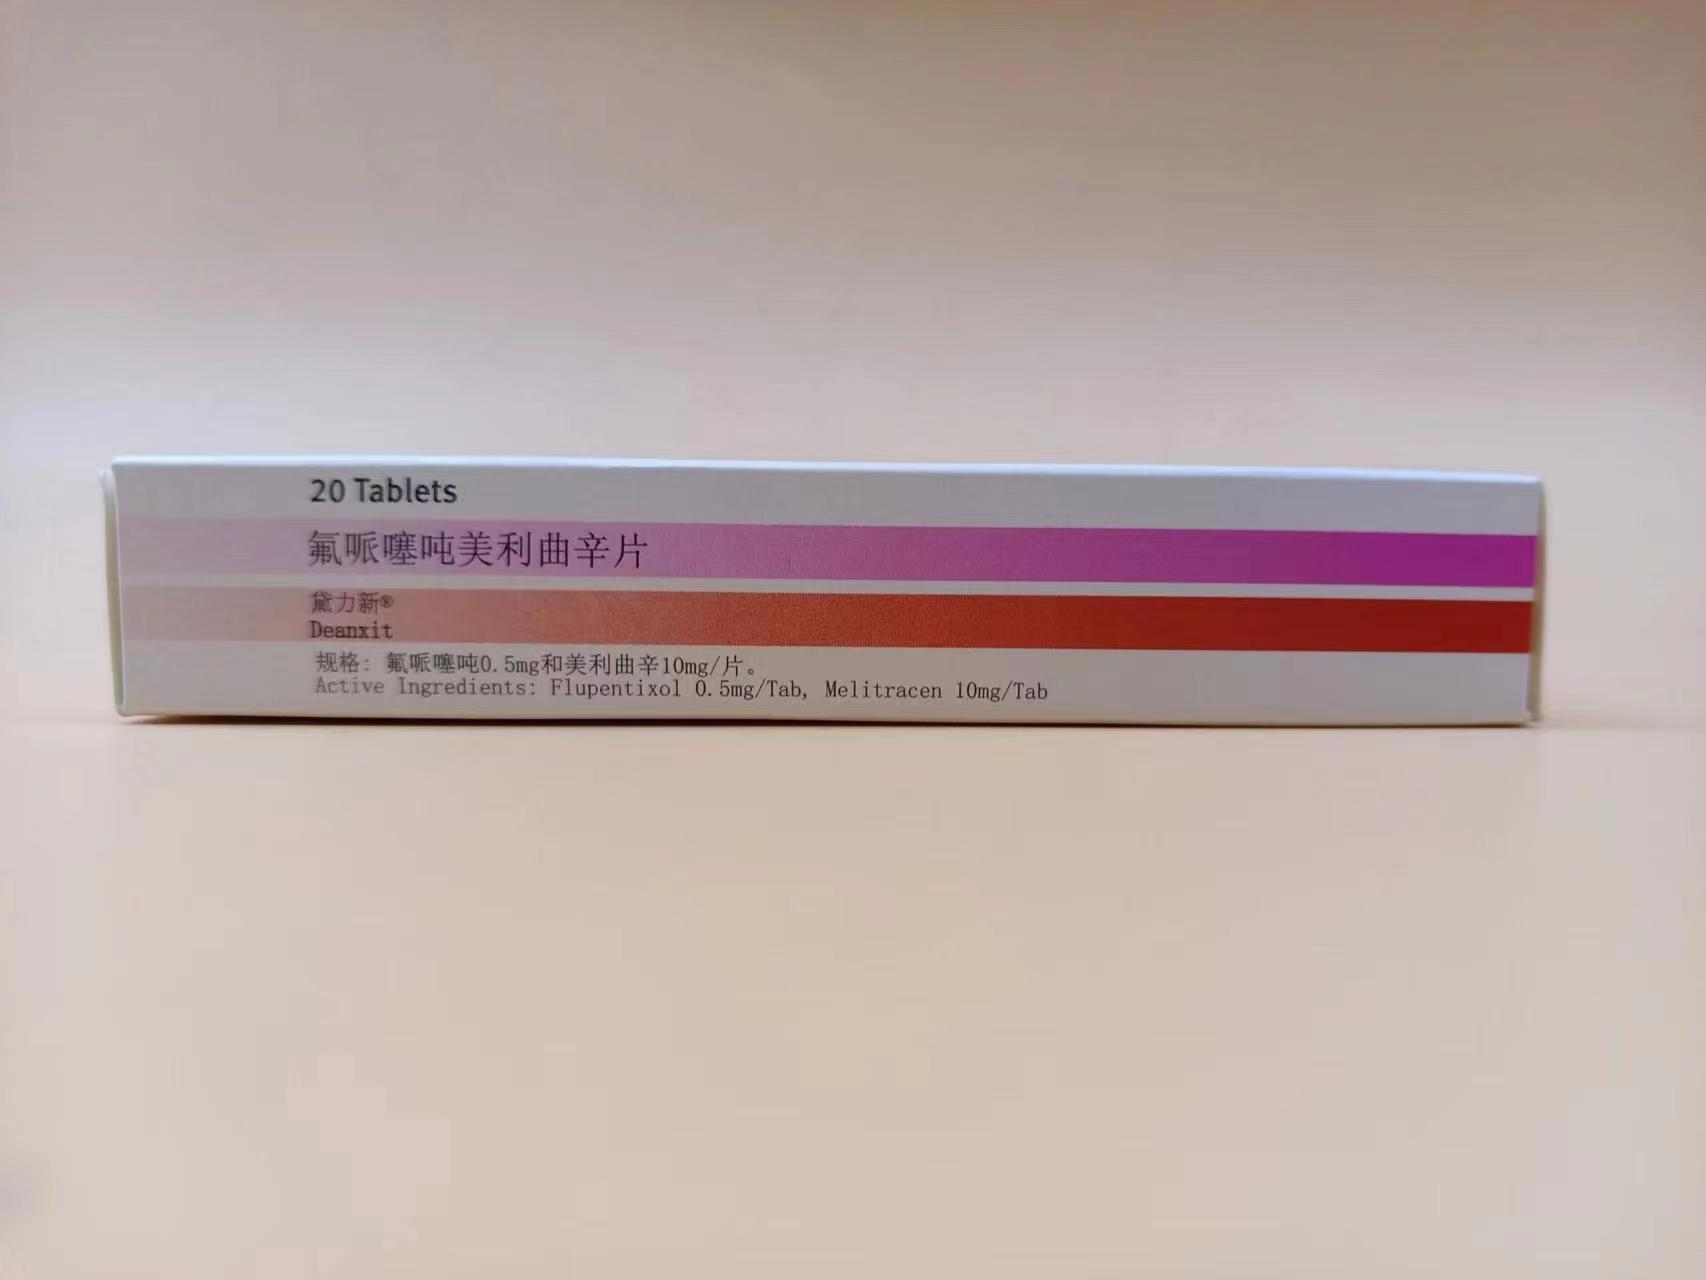 20 Tablets
氟哌噻吨美利曲辛片
黛力新®
Deanxit
规格: 氟哌噻吨0.5mg和美利曲辛10mg/片。
Active Ingredients: Flupentixol 0.5mg/Tab, Melitracen 10mg/Tab